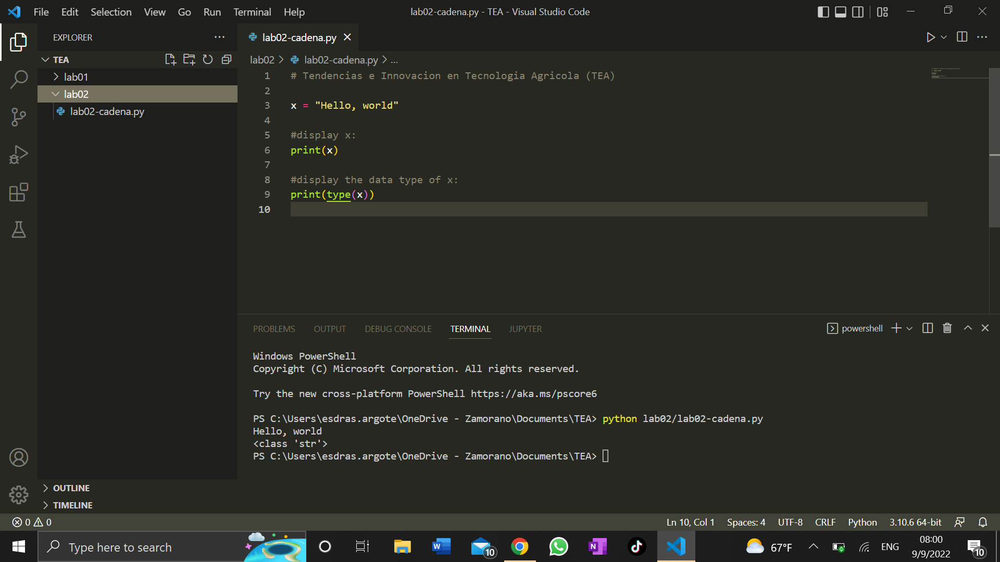 File Edit Selection View Go Run Terminal Help
lab02-cadena.py - TEA - Visual Studio Code
EXPLORER
TEA
lab01
lab02
lab02-cadena.py
lab02-cadena.py
lab02 > lab02-cadena.py > ...
1 # Tendencias e Innovacion en Tecnologia Agricola (TEA)
2
3 x = "Hello, world"
4
5 #display x:
6 print(x)
7
8 #display the data type of x:
9 print(type(x))
10
PROBLEMS OUTPUT DEBUG CONSOLE TERMINAL JUPYTER
powershell
Windows PowerShell
Copyright (C) Microsoft Corporation. All rights reserved.
Try the new cross-platform PowerShell https://aka.ms/pscore6
PS C:\Users\esdras.argote\OneDrive - Zamorano\Documents\TEA> python lab02/lab02-cadena.py
Hello, world
<class 'str'>
PS C:\Users\esdras.argote\OneDrive - Zamorano\Documents\TEA>
OUTLINE
TIMELINE
0 0
Ln 10, Col 1 Spaces: 4 UTF-8 CRLF Python 3.10.6 64-bit
Type here to search
W
10
N
67°F
ENG
08:00
9/9/2022
10